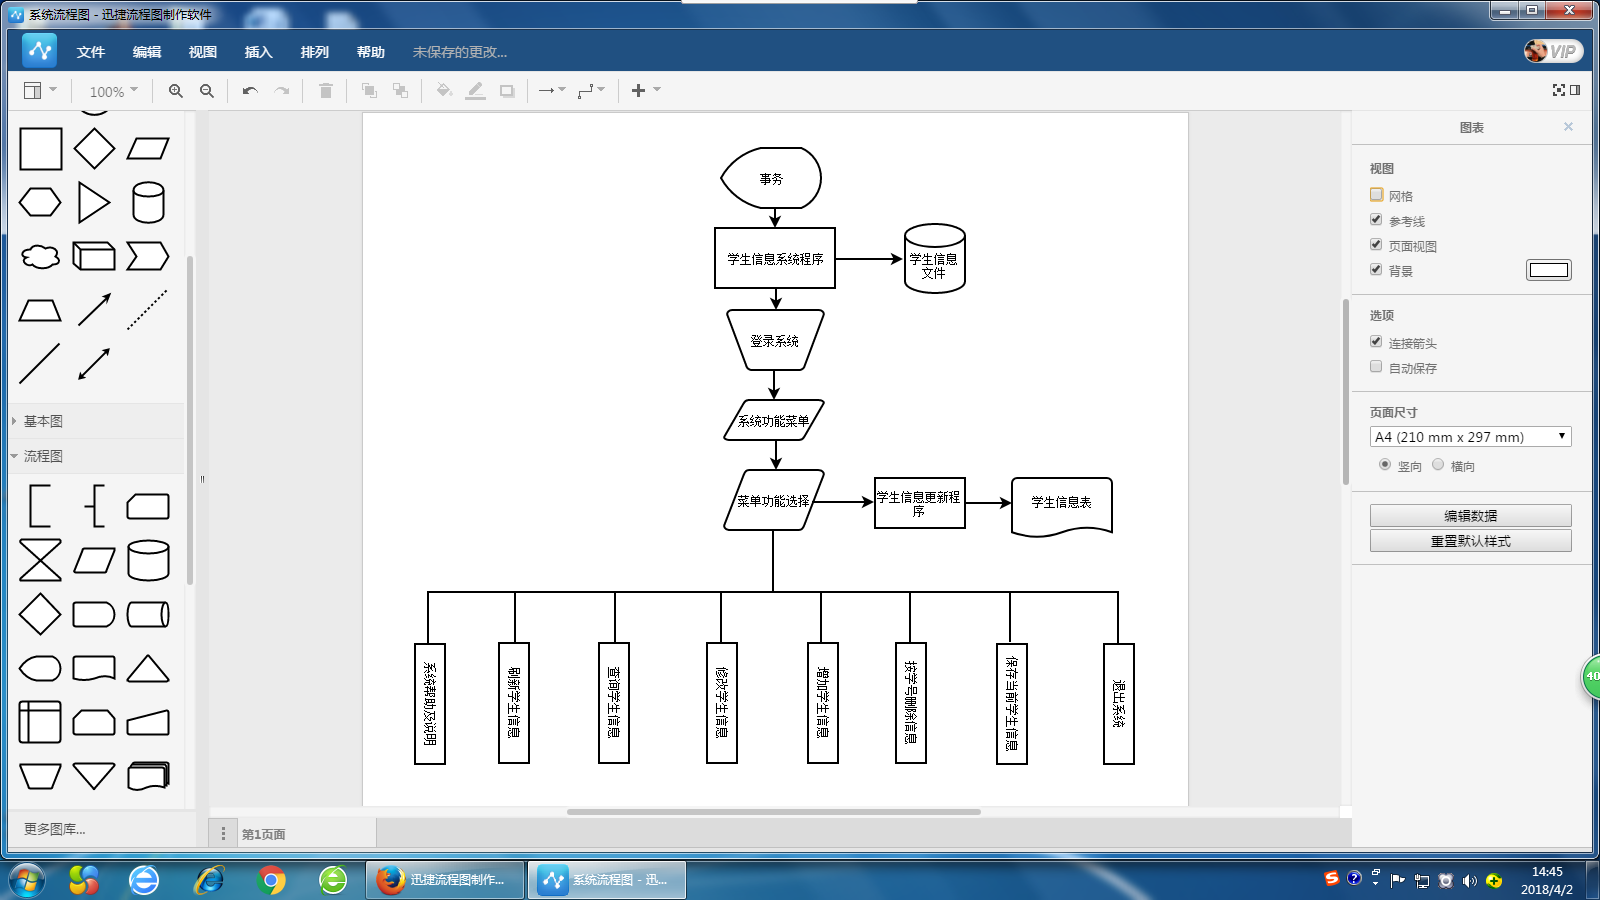 系统流程图 - 迅捷流程图制作软件
文件 编辑 视图 插入 排列 帮助 未保存的更改...
VIP
100%
图表
视图
网格
参考线
页面视图
背景
选项
连接箭头
自动保存
页面尺寸
A4 (210 mm x 297 mm)
竖向 横向
编辑数据
重置默认样式
基本图
流程图
更多图库...
事务
学生信息系统程序
学生信息
文件
登录系统
系统功能菜单
菜单功能选择
学生信息更新程
序
学生信息表
系统帮助及说明
刷新学生信息
查询学生信息
修改学生信息
增加学生信息
按学号删除信息
保存当前学生信息
退出系统
第1页面
40
迅捷流程图制作...
系统流程图 - 迅...
14:45
2018/4/2